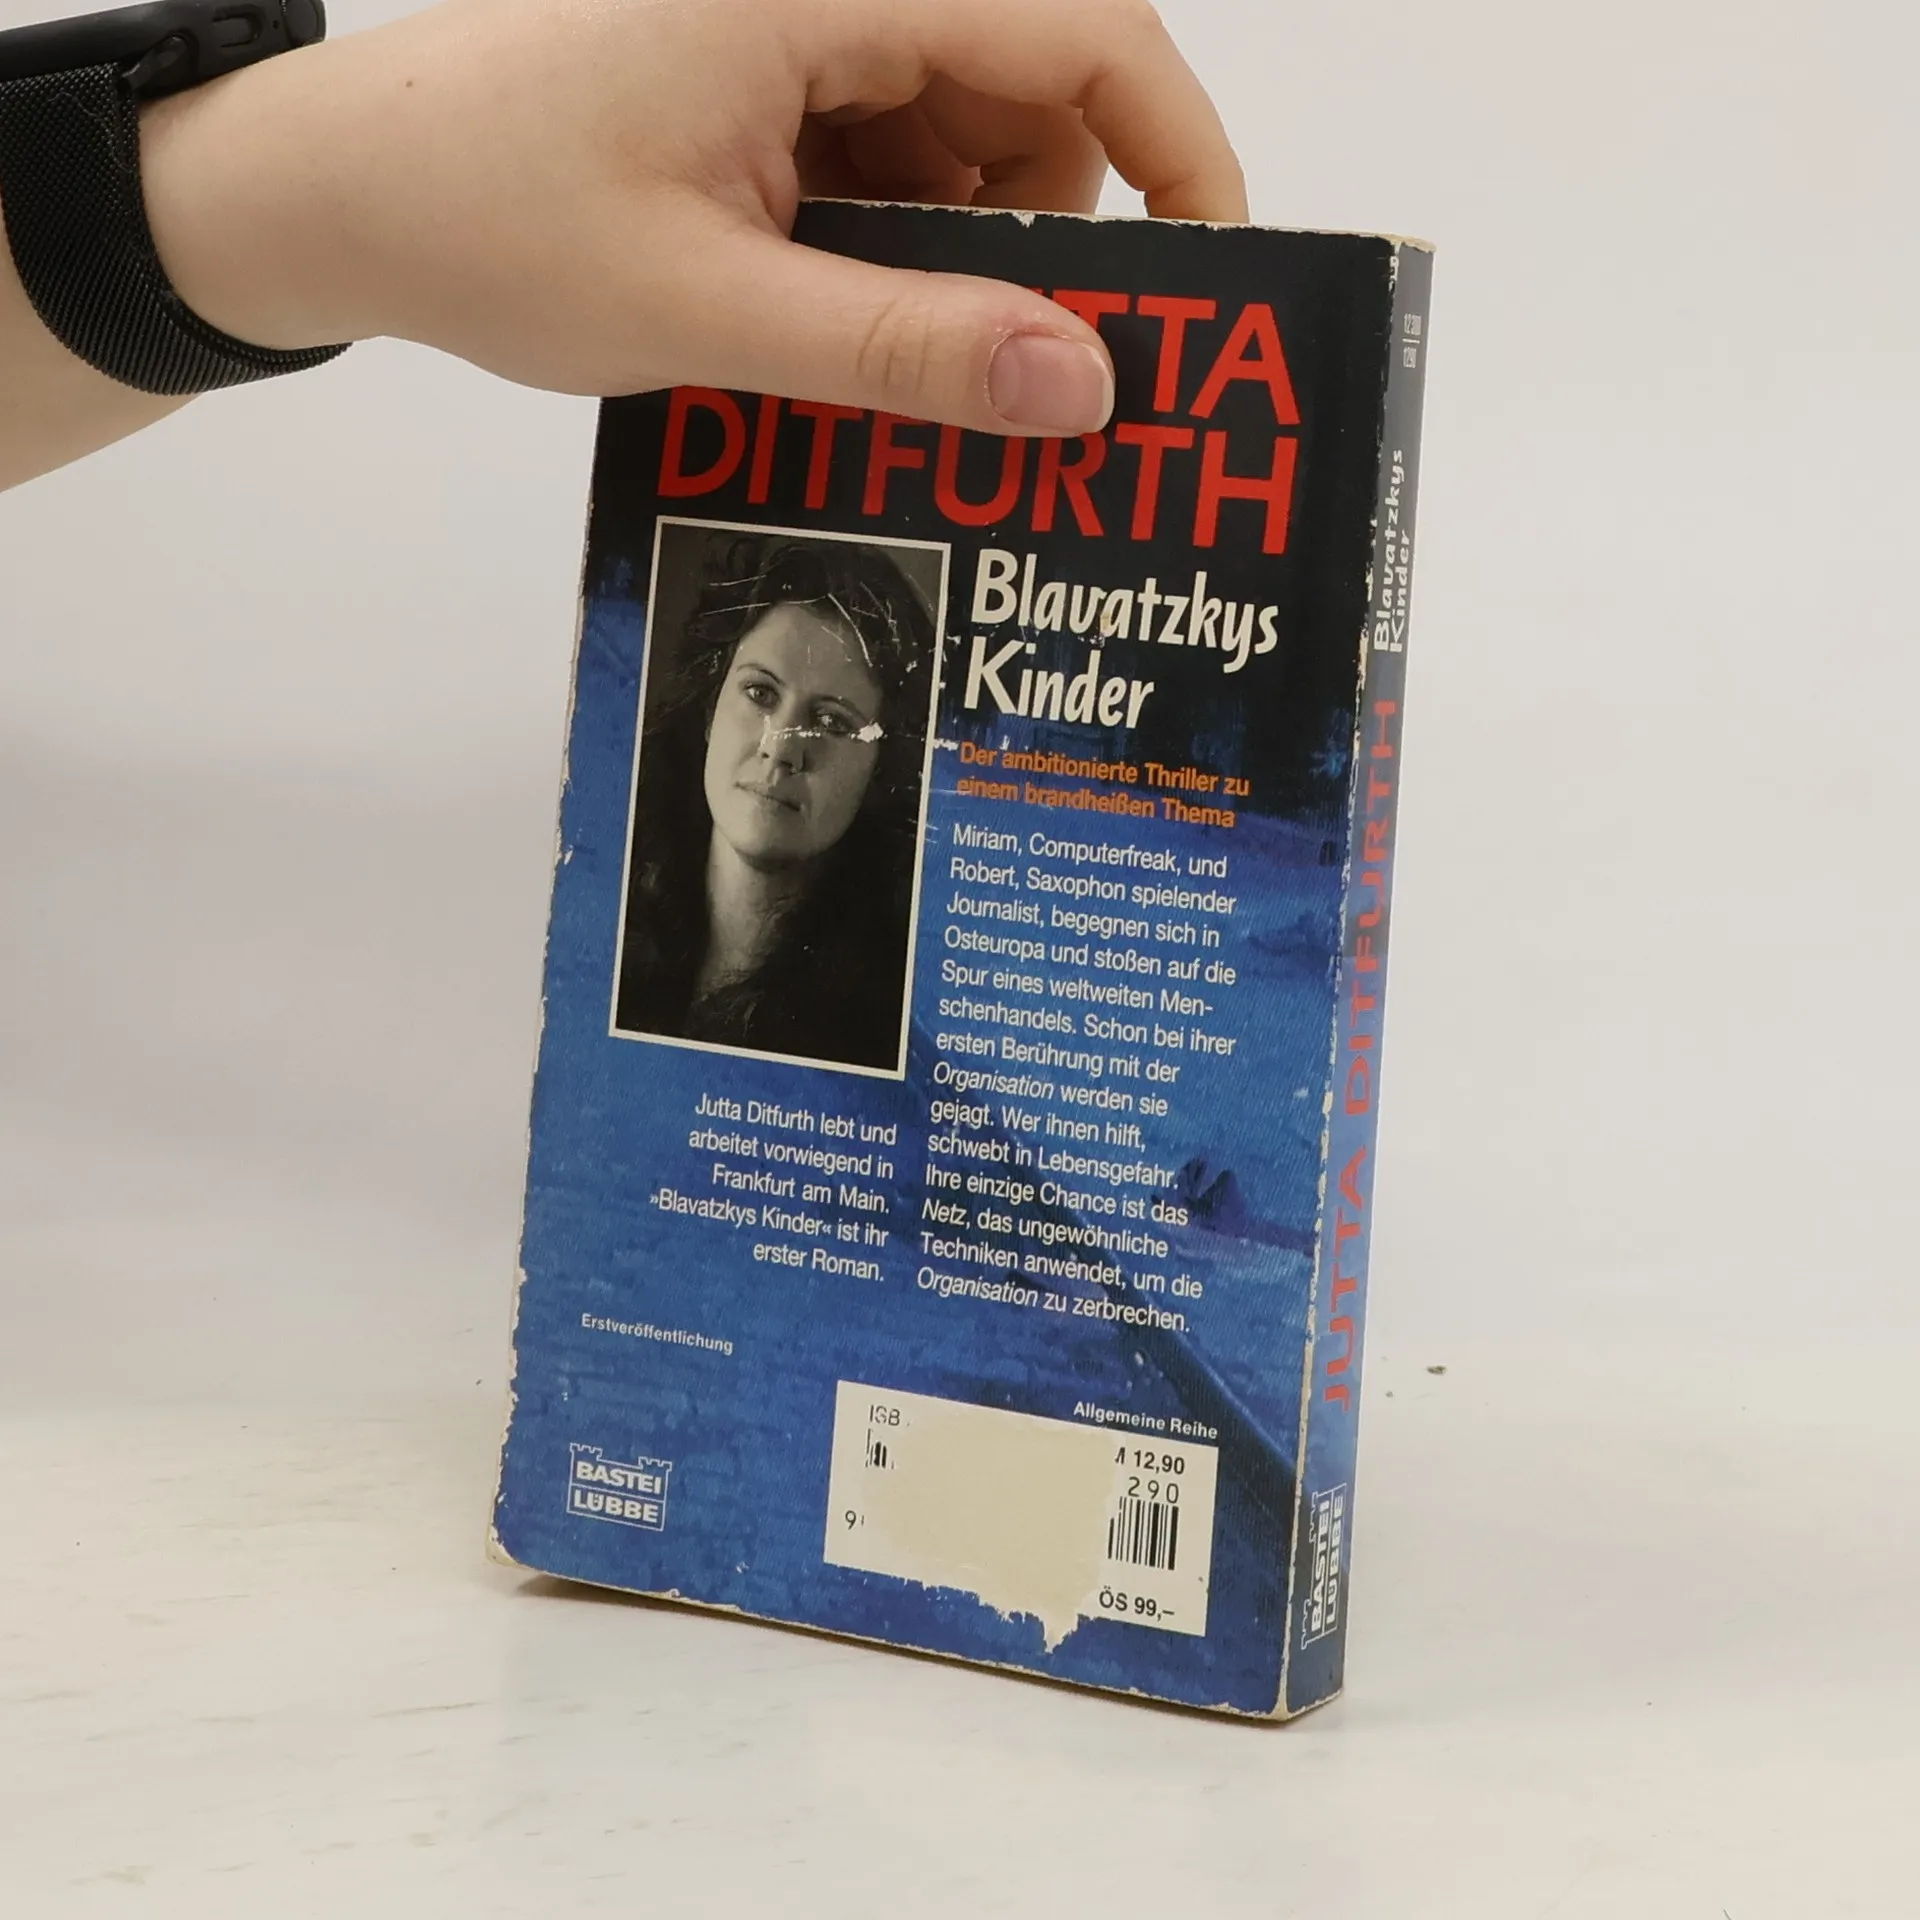 TTA
DITFURTH
Blavatzkys
Kinder
Der ambitionierte Thriller zu
einem brandheißen Thema
Miriam, Computerfreak, und
Robert, Saxophon spielender
Journalist, begegnen sich in
Osteuropa und stoßen auf die
Spur eines weltweiten Men-
schenhandels. Schon bei ihrer
ersten Berührung mit der
Organisation werden sie
gejagt. Wer ihnen hilft,
schwebt in Lebensgefahr.
Ihre einzige Chance ist das
Netz, das ungewöhnliche
Techniken anwendet, um die
Organisation zu zerbrechen.
Jutta Ditfurth lebt und
arbeitet vorwiegend in
Frankfurt am Main.
»Blavatzkys Kinder« ist ihr
erster Roman.
Erstveröffentlichung
BASTEI
LÜBBE
Allgemeine Reihe
12,90
290
9
ÖS 99,–
Blavatzkys
Kinder
JUTTA DITFURTH
BASTEI
LÜBBE